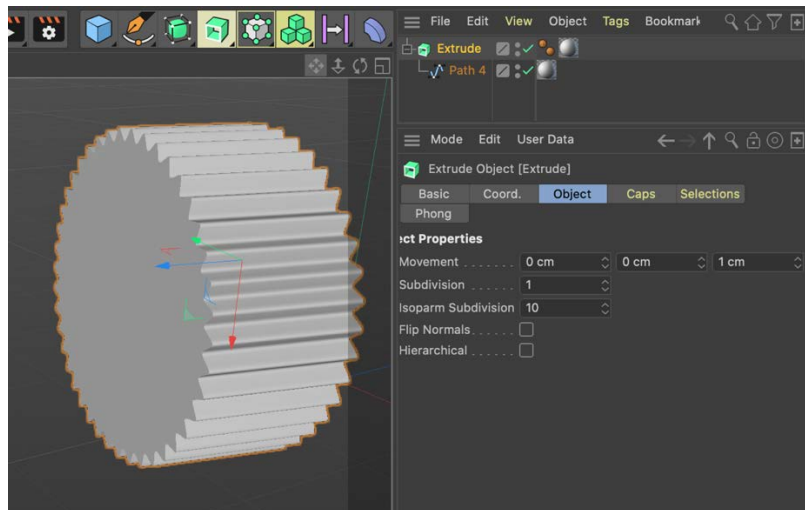 File Edit View Object Tags Bookmark
Extrude
Path 4
Mode Edit User Data
Extrude Object [Extrude]
Basic Coord. Object Caps Selections
Phong
ect Properties
Movement . . . . . . . 0 cm 0 cm 1 cm
Subdivision . . . . . . 1
Isoparm Subdivision 10
Flip Normals . . . . .
Hierarchical . . . . . .